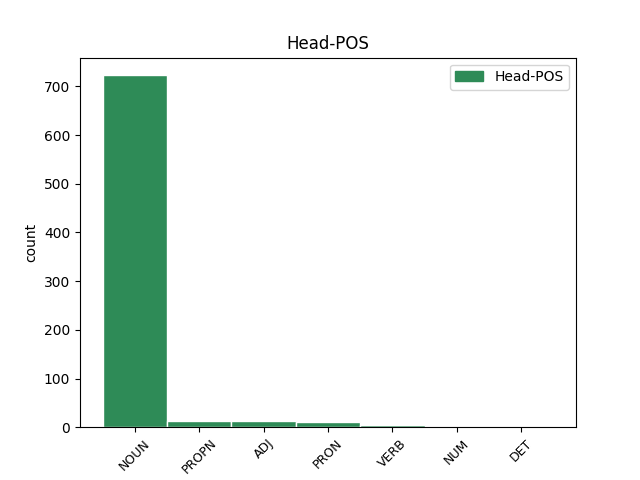 Head-POS
Head-POS
count
700
600
500
400
300
200
100
0
NOUN
PROPN
ADJ
PRON
VERB
NUM
DET